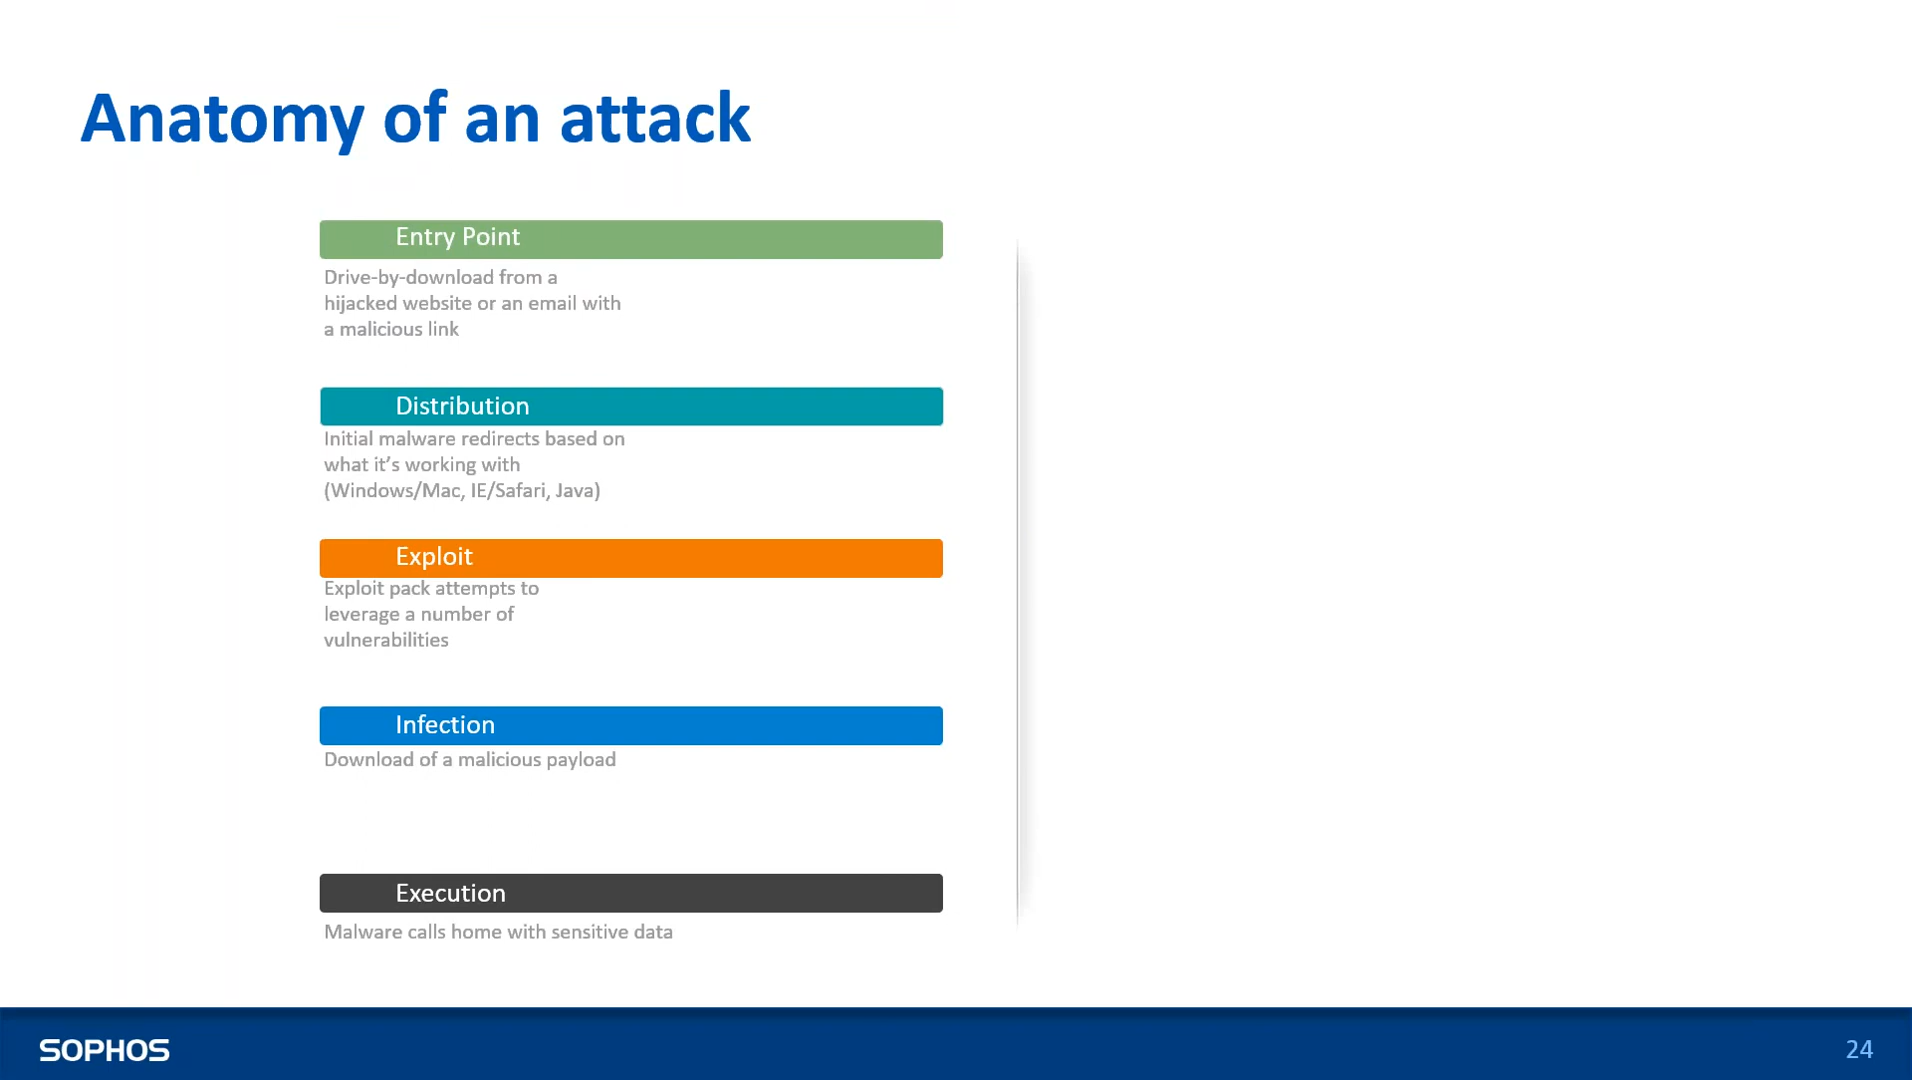 Anatomy of an attack
Entry Point
Drive-by-download from a
hijacked website or an email with
a malicious link
Distribution
Initial malware redirects based on
what it’s working with
(Windows/Mac, IE/Safari, Java)
Exploit
Exploit pack attempts to
leverage a number of
vulnerabilities
Infection
Download of a malicious payload
Execution
Malware calls home with sensitive data
SOPHOS
24